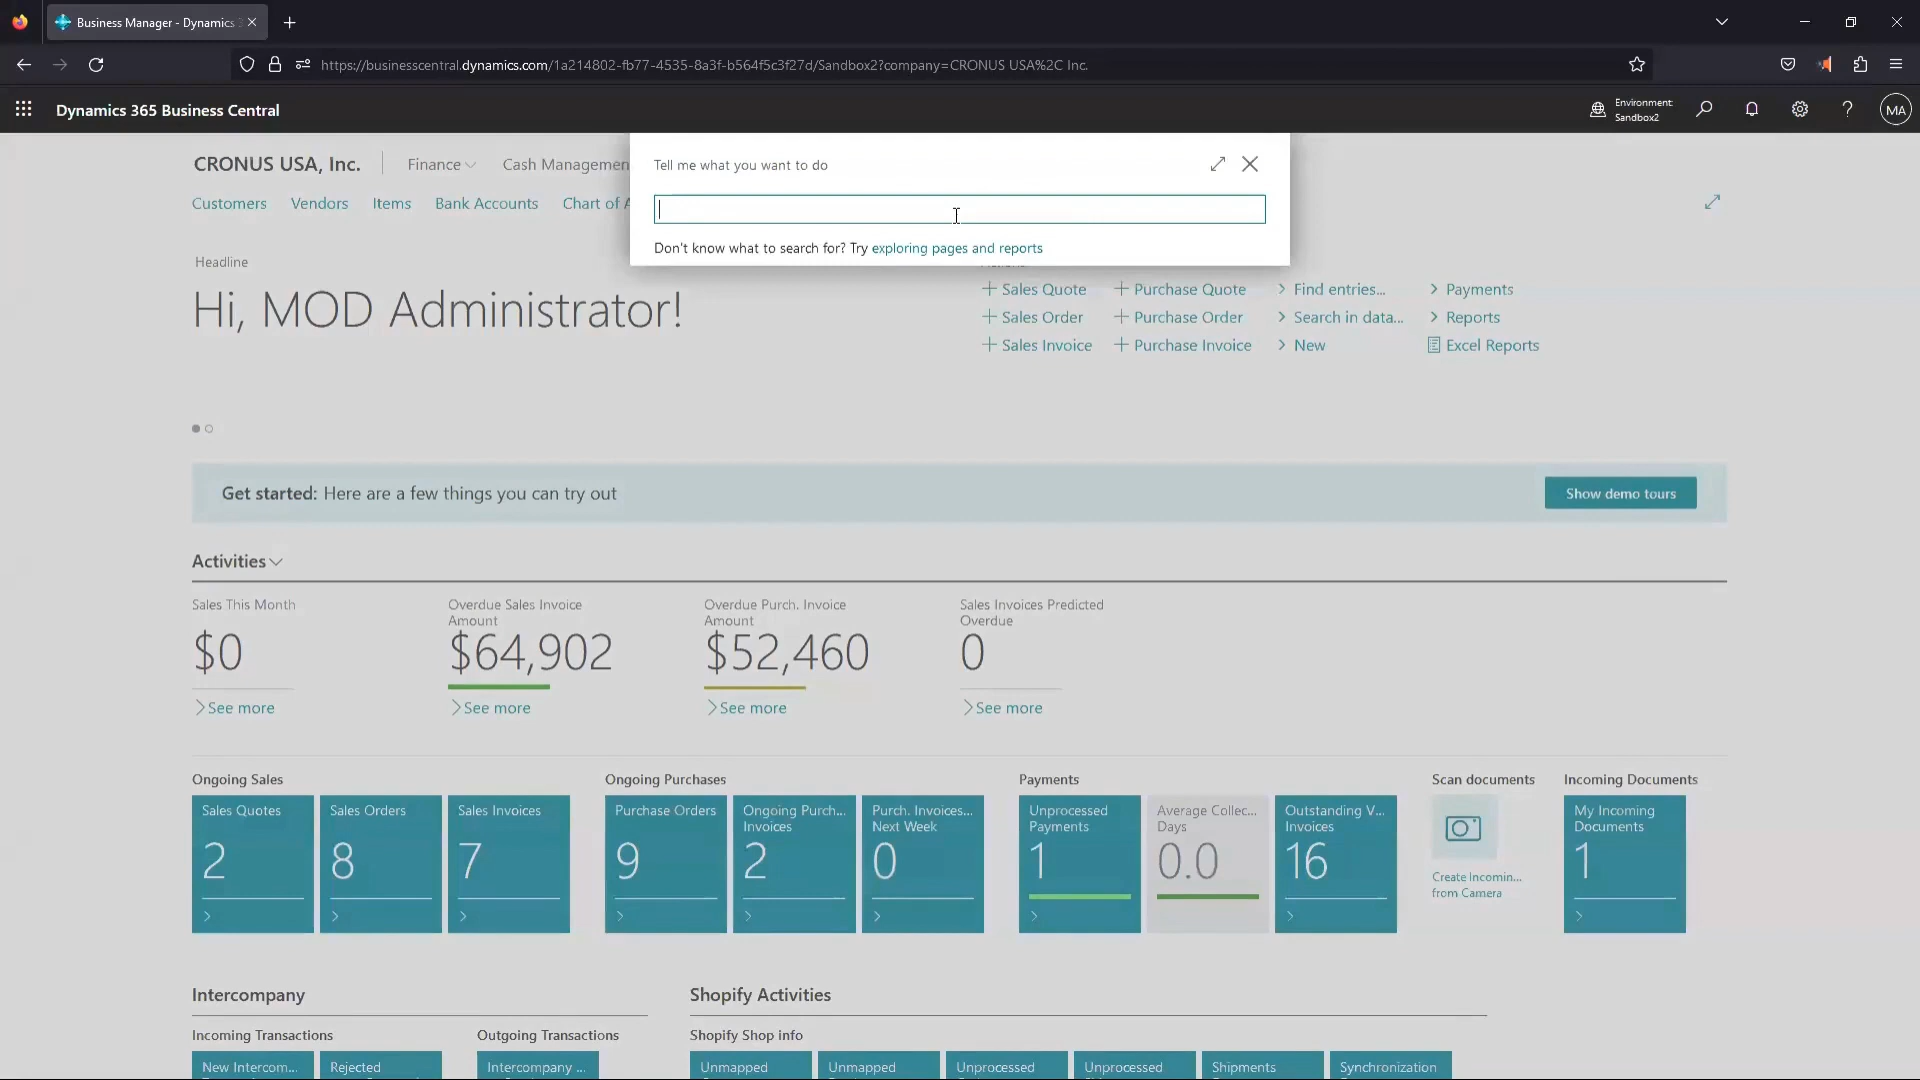 Business Manager - Dynamics
https://businesscentral.dynamics.com/1a214802-fb77-4535-8a3f-b564f5c3f27d/Sandbox2?company=CRONUS USA%2C Inc.
Dynamics 365 Business Central
Environment:
Sandbox2
?
MA
CRONUS USA, Inc.
Finance
Cash Managemen
Tell me what you want to do
Customers
Vendors
Items
Bank Accounts
Chart of A
Don't know what to search for? Try exploring pages and reports
Headline
Hi, MOD Administrator!
Sales Quote
Purchase Quote
Find entries...
Payments
Sales Order
Purchase Order
Search in data...
Reports
Sales Invoice
Purchase Invoice
New
Excel Reports
Get started: Here are a few things you can try out
Show demo tours
Activities
Sales This Month
$0
See more
Overdue Sales Invoice
Amount
$64,902
See more
Overdue Purch. Invoice
Amount
$52,460
See more
Sales Invoices Predicted
Overdue
0
See more
Ongoing Sales
Sales Quotes
2
Sales Orders
8
Sales Invoices
7
Ongoing Purchases
Purchase Orders
9
Ongoing Purch...
Invoices
2
Purch. Invoices...
Next Week
0
Payments
Unprocessed
Payments
1
Average Collec...
Days
0.0
Outstanding V...
Invoices
16
Scan documents
Create Incomin...
from Camera
Incoming Documents
My Incoming
Documents
1
Intercompany
Incoming Transactions
New Intercom...
Rejected
Outgoing Transactions
Intercompany ...
Shopify Activities
Shopify Shop info
Unmapped
Unmapped
Unprocessed
Unprocessed
Shipments
Synchronization